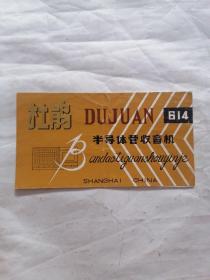 杜鹃 DUJUAN 614
半导体管收音机
Bandaotiguanshouyinji
SHANGHAI CHINA